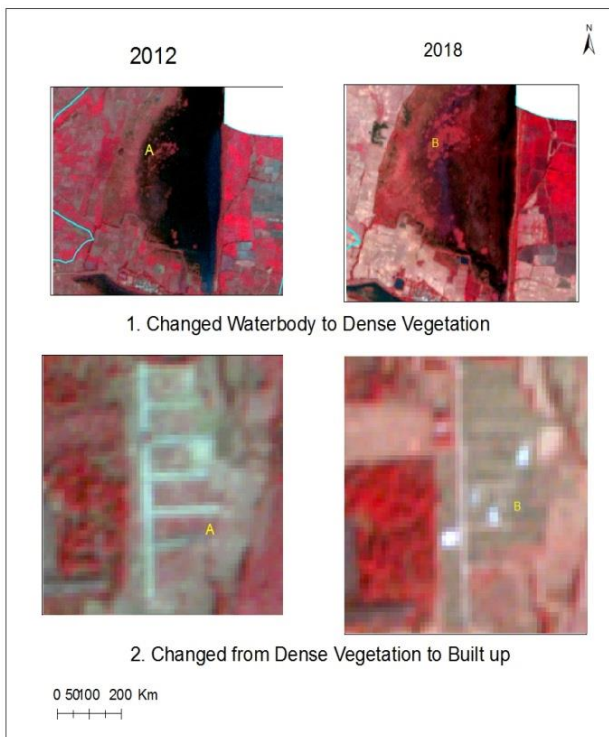 N
2012
2018
A
B
1. Changed Waterbody to Dense Vegetation
A
B
2. Changed from Dense Vegetation to Built up
0 50100 200 Km